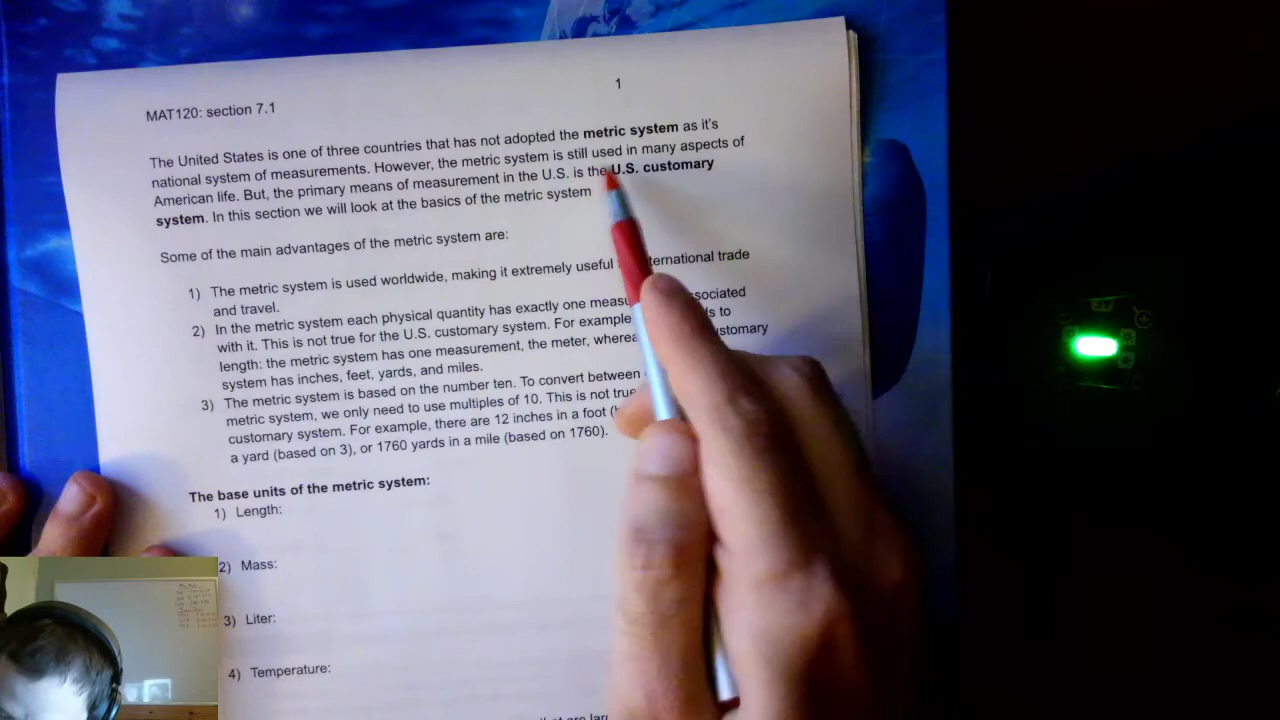 1
MAT120: section 7.1
The United States is one of three countries that has not adopted the metric system as it's
national system of measurements. However, the metric system is still used in many aspects of
American life. But, the primary means of measurement in the U.S. is the U.S. customary
system. In this section we will look at the basics of the metric system
Some of the main advantages of the metric system are:
1) The metric system is used worldwide, making it extremely useful international trade
and travel.
2) In the metric system each physical quantity has exactly one
with it. This is not true for the U.S. customary system. For example to
length: the metric system has one measurement, the meter,
system has inches, feet, yards, and miles.
3) The metric system is based on the number ten. To convert between
metric system, we only need to use multiples of 10. This is not true
customary system. For example, there are 12 inches in a foot
a yard (based on 3), or 1760 yards in a mile (based on 1760).
The base units of the metric system:
1) Length:
2) Mass:
3) Liter:
4) Temperature: